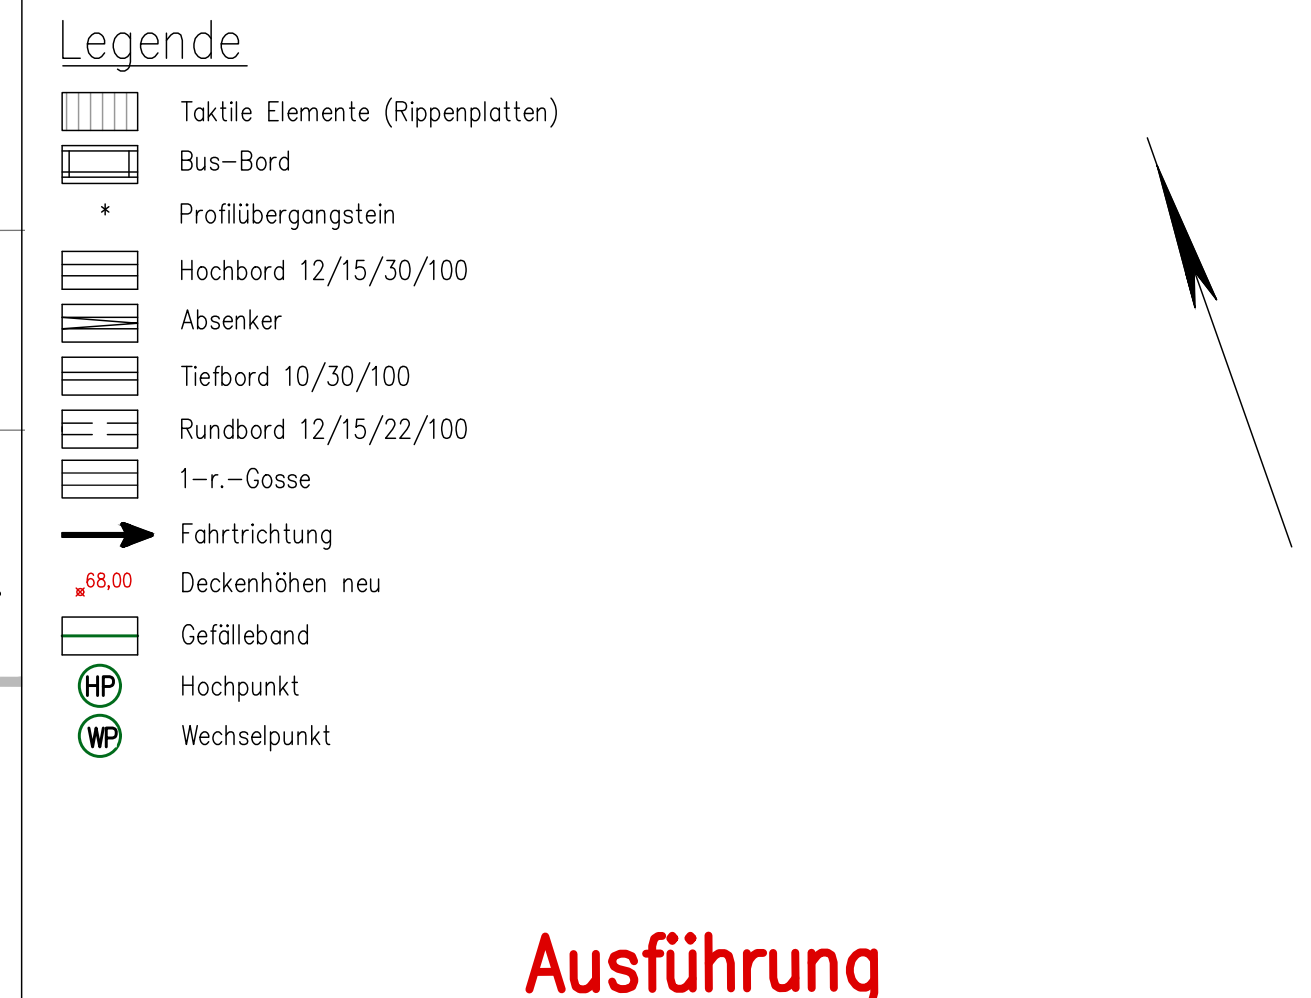 Legende
Taktile Elemente (Rippenplatten)
Bus-Bord
* Profilübergangstein
Hochbord 12/15/30/100
Absenker
Tiefbord 10/30/100
Rundbord 12/15/22/100
1-r.-Gosse
Fahrtrichtung
68,00 Deckenhöhen neu
Gefälleband
HP Hochpunkt
WP Wechselpunkt
Ausführung